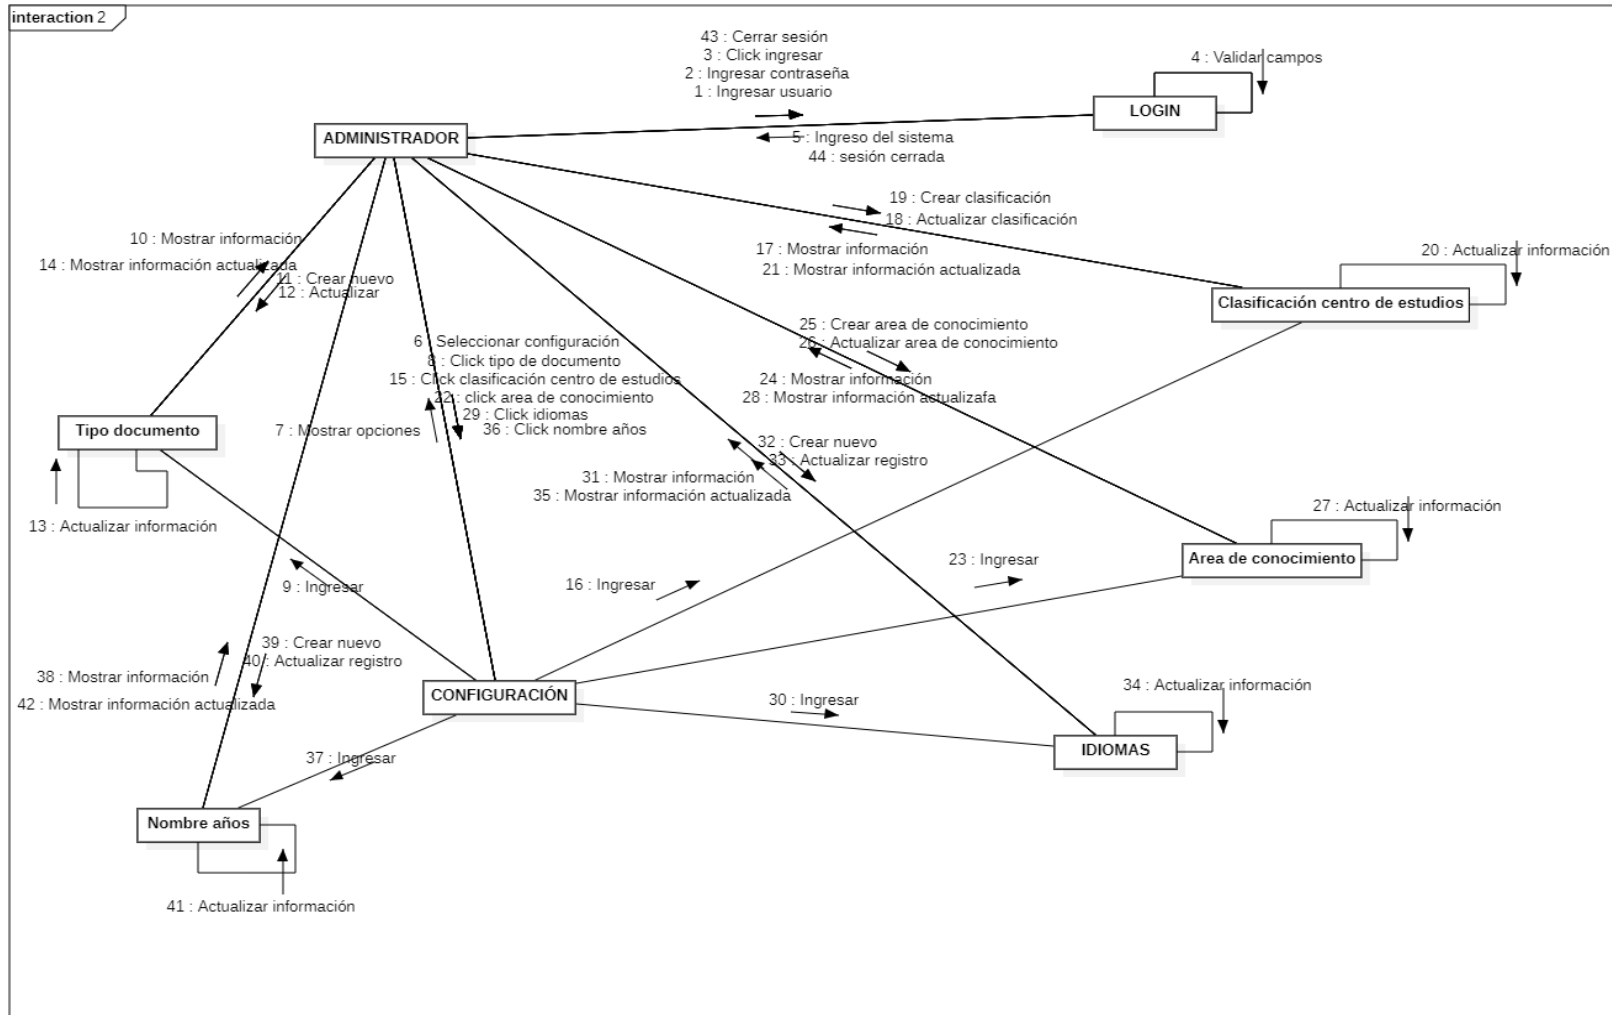 interaction 2
43 : Cerrar sesión
3 : Click ingresar
2 : Ingresar contraseña
1 : Ingresar usuario
4 : Validar campos
LOGIN
ADMINISTRADOR
5 : Ingreso del sistema
44 : sesión cerrada
19 : Crear clasificación
18 : Actualizar clasificación
17 : Mostrar información
21 : Mostrar información actualizada
20 : Actualizar información
Clasificación centro de estudios
10 : Mostrar información
14 : Mostrar información actualizada
11 : Crear nuevo
12 : Actualizar
25 : Crear area de conocimiento
26 : Actualizar area de conocimiento
24 : Mostrar información
28 : Mostrar información actualizafa
6 : Seleccionar configuración
8 : Click tipo de documento
15 : Click clasificación centro de estudios
22 : click area de conocimiento
29 : Click idiomas
36 : Click nombre años
7 : Mostrar opciones
Tipo documento
13 : Actualizar información
32 : Crear nuevo
33 : Actualizar registro
31 : Mostrar información
35 : Mostrar información actualizada
27 : Actualizar información
Area de conocimiento
23 : Ingresar
16 : Ingresar
9 : Ingresar
39 : Crear nuevo
40 : Actualizar registro
38 : Mostrar información
42 : Mostrar información actualizada
CONFIGURACIÓN
30 : Ingresar
34 : Actualizar información
IDIOMAS
37 : Ingresar
Nombre años
41 : Actualizar información